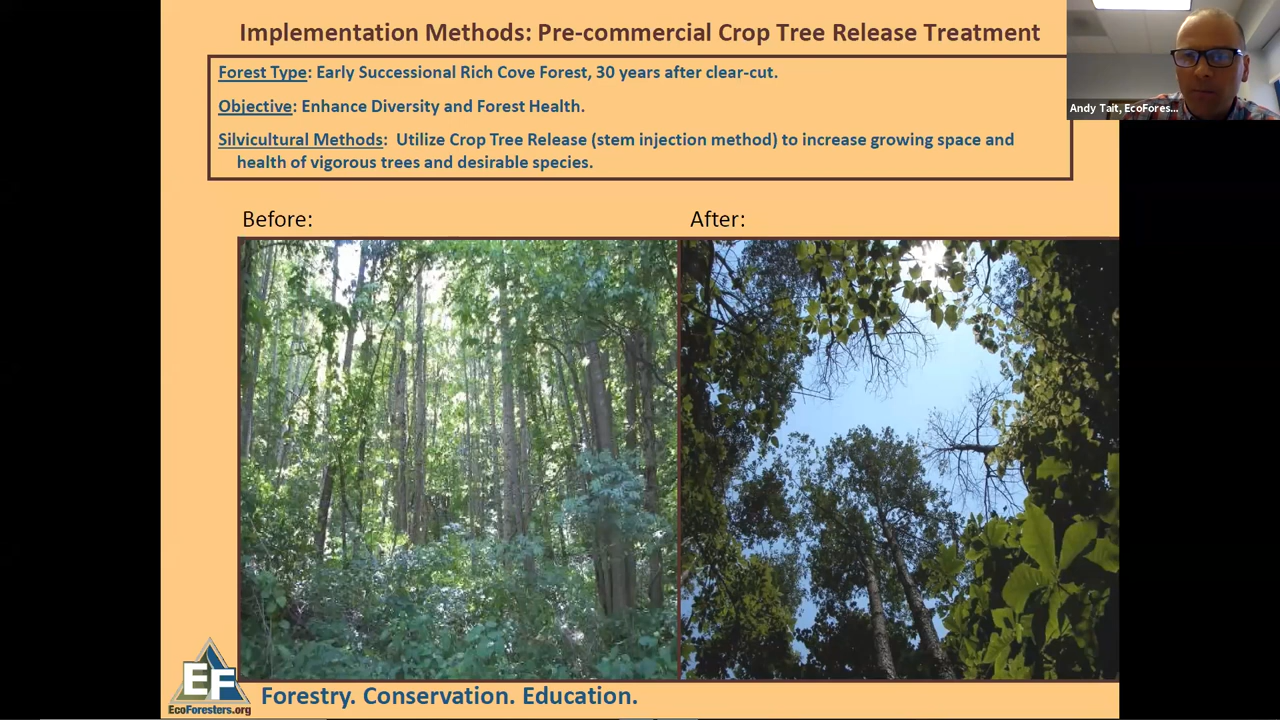 Implementation Methods: Pre-commercial Crop Tree Release Treatment
Andy Tait, EcoFores...
Forest Type: Early Successional Rich Cove Forest, 30 years after clear-cut.
Objective: Enhance Diversity and Forest Health.
Silvicultural Methods: Utilize Crop Tree Release (stem injection method) to increase growing space and
health of vigorous trees and desirable species.
Before:
After:
EF
EcoForesters.org
Forestry. Conservation. Education.